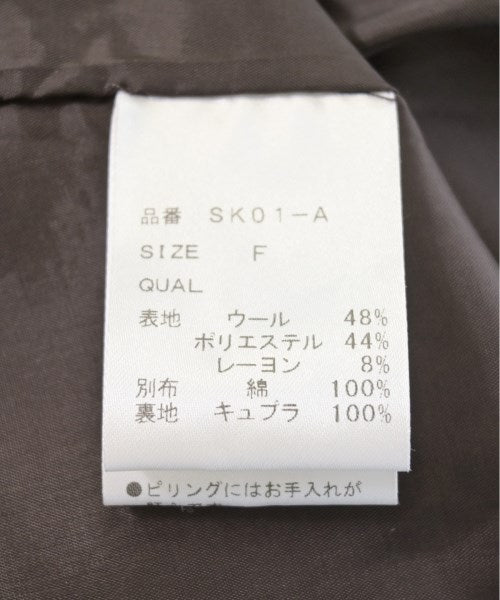 品番 SK01-A
SIZE F
QUAL
表地 ウール 48%
ポリエステル 44%
レーヨン 8%
別布 綿 100%
裏地 キュプラ 100%
●ピリングにはお手入れが